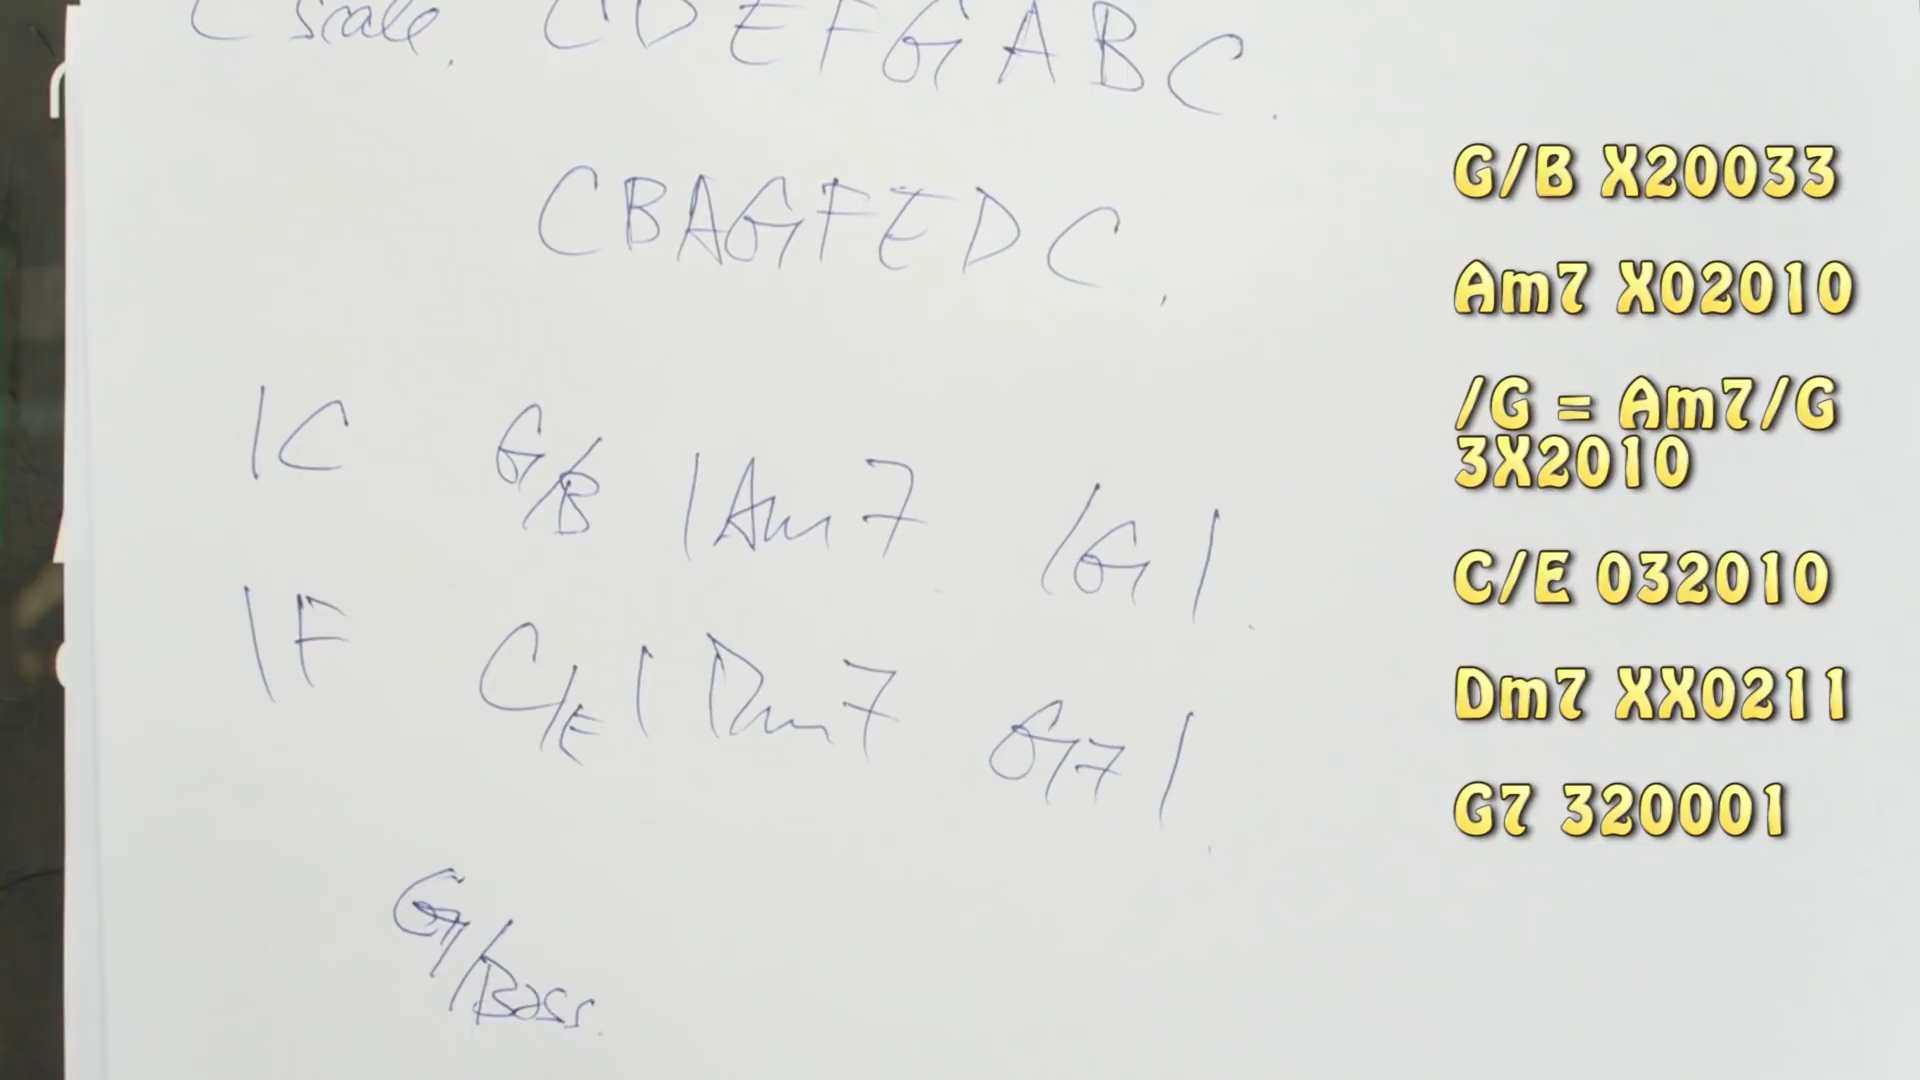 C scale. C D E F G A B C.
C B A G F E D C.
| C G/B | Am7 /G |.
| F C/E | Dm7 G7 |.
G/Bass.
G/B X20033
Am7 X02010
/G = Am7/G
3X2010
C/E 032010
Dm7 XX0211
G7 320001